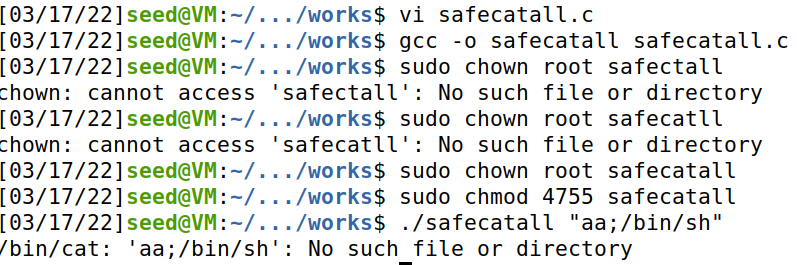 [03/17/22]seed@VM:~/.../works$ vi safecatall.c
[03/17/22]seed@VM:~/.../works$ gcc -o safecatall safecatall.c
[03/17/22]seed@VM:~/.../works$ sudo chown root safectall
chown: cannot access 'safectall': No such file or directory
[03/17/22]seed@VM:~/.../works$ sudo chown root safecatll
chown: cannot access 'safecatll': No such file or directory
[03/17/22]seed@VM:~/.../works$ sudo chown root safecatall
[03/17/22]seed@VM:~/.../works$ sudo chmod 4755 safecatall
[03/17/22]seed@VM:~/.../works$ ./safecatall "aa;/bin/sh"
/bin/cat: 'aa;/bin/sh': No such file or directory